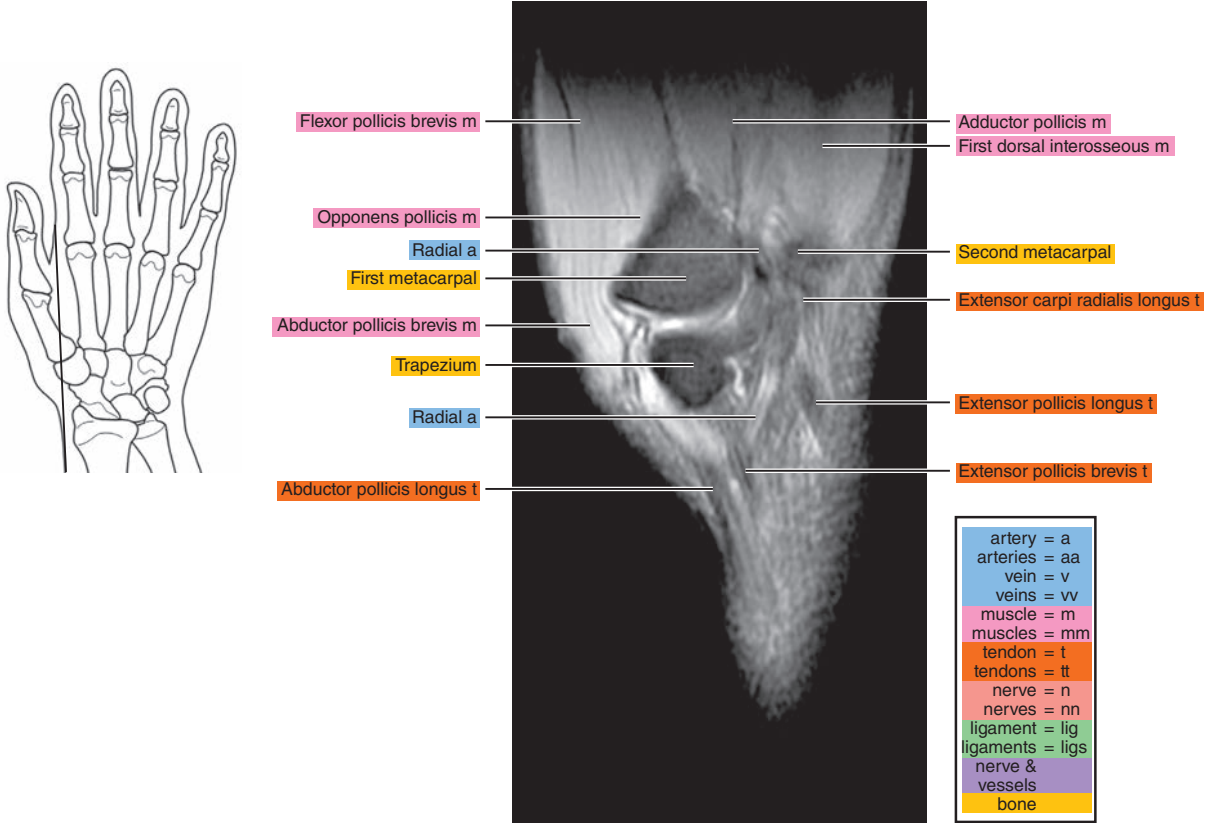 Flexor pollicis brevis m
Opponens pollicis m
Radial a
First metacarpal
Abductor pollicis brevis m
Trapezium
Radial a
Abductor pollicis longus t
Adductor pollicis m
First dorsal interosseous m
Second metacarpal
Extensor carpi radialis longus t
Extensor pollicis longus t
Extensor pollicis brevis t
artery = a
arteries = aa
vein = v
veins = vv
muscle = m
muscles = mm
tendon = t
tendons = tt
nerve = n
nerves = nn
ligament = lig
ligaments = ligs
nerve &
vessels
bone